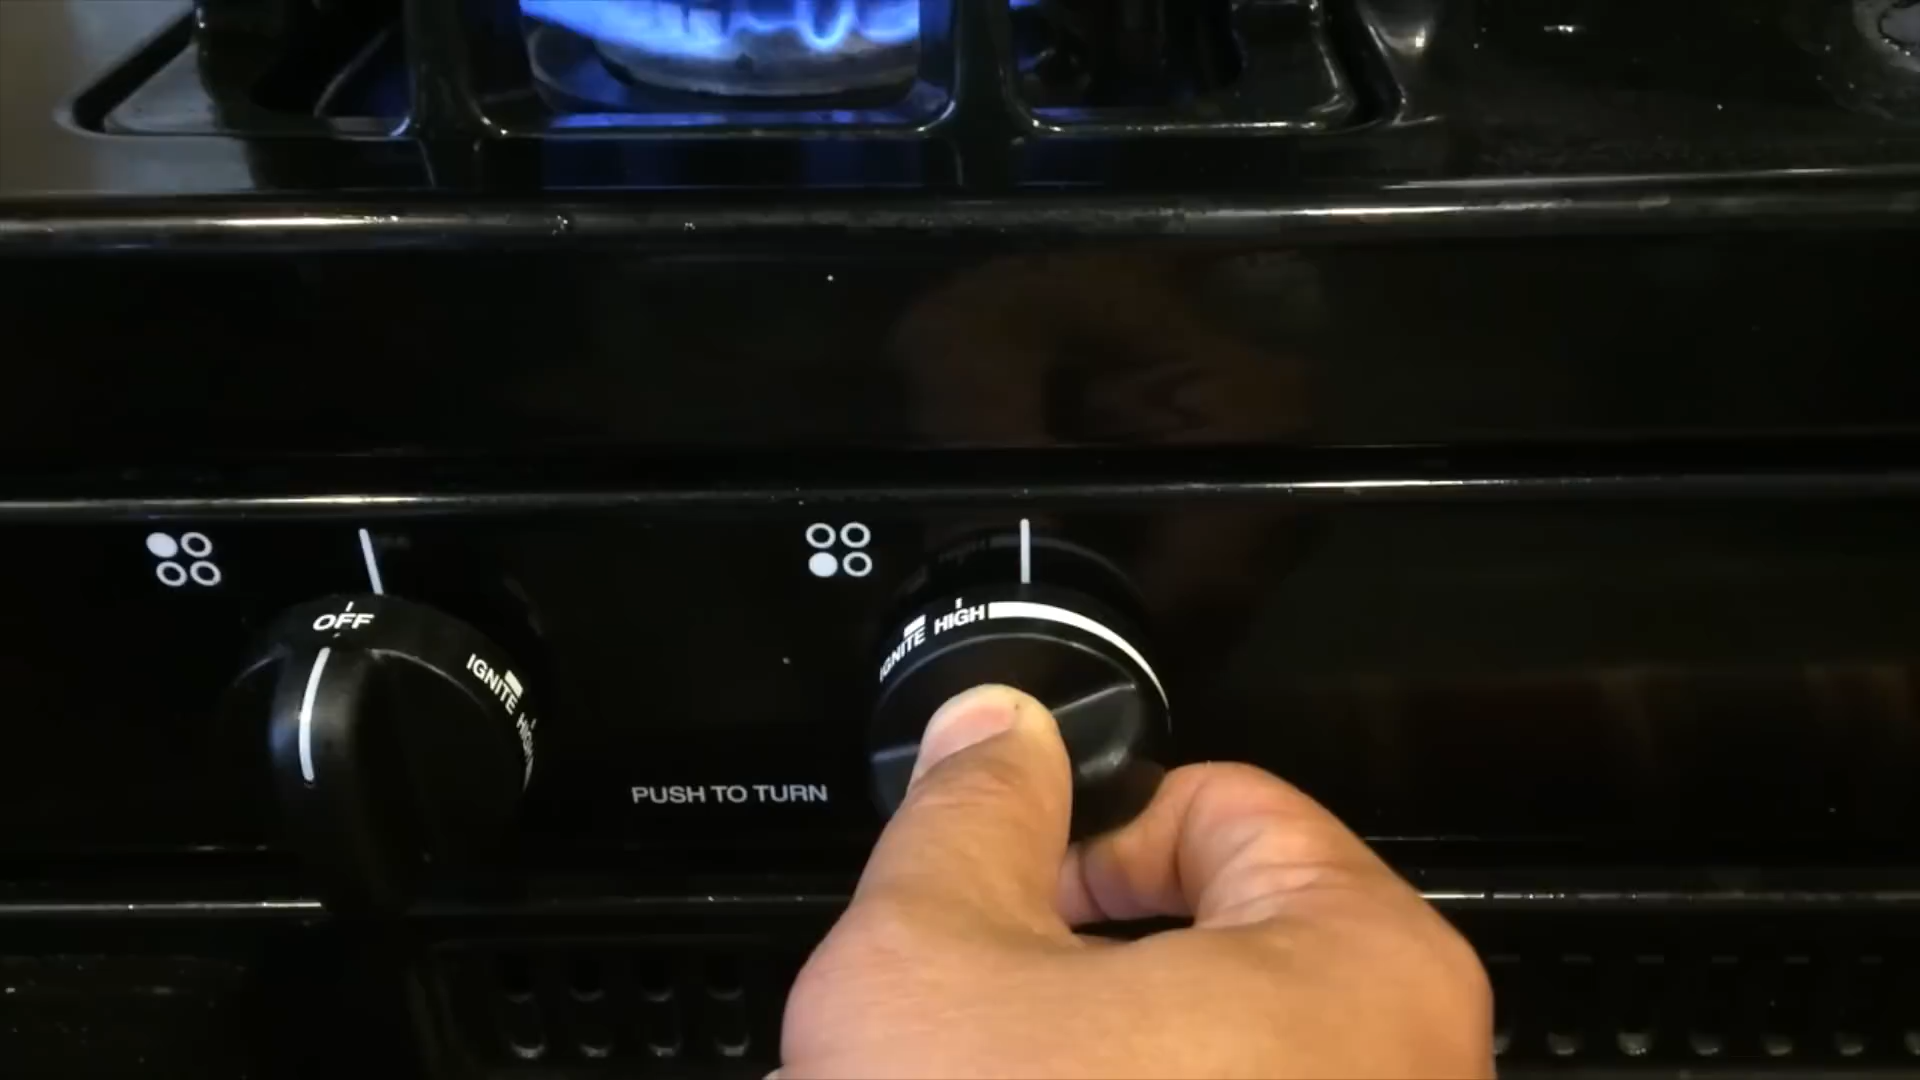 OFF
IGNITE
HIGH
PUSH TO TURN
IGNITE
HIGH